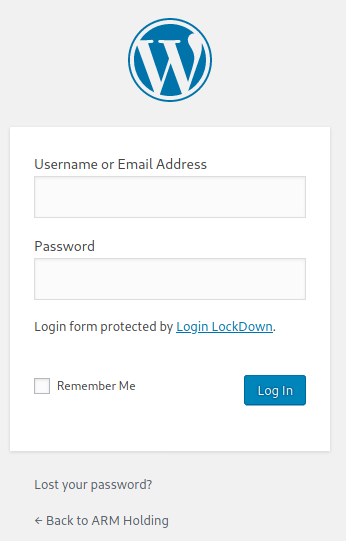 Username or Email Address
Password
Login form protected by Login LockDown.
Remember Me
Log In
Lost your password?
← Back to ARM Holding